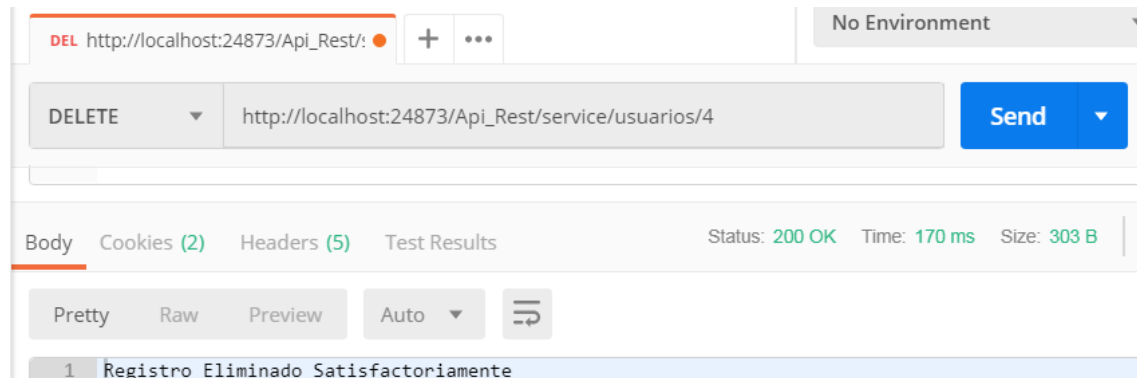 No Environment
DEL http://localhost:24873/Api_Rest/
DELETE http://localhost:24873/Api_Rest/service/usuarios/4 Send
Body Cookies (2) Headers (5) Test Results Status: 200 OK Time: 170 ms Size: 303 B
Pretty Raw Preview Auto
1 Registro Eliminado Satisfactoriamente